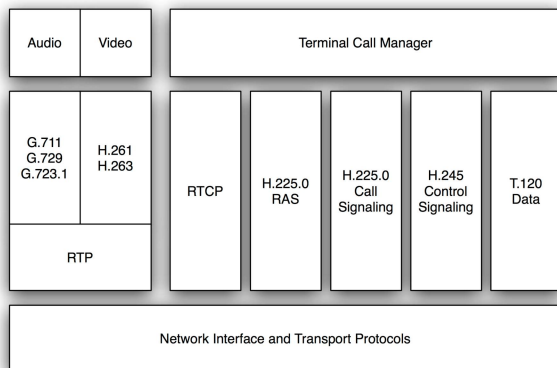 Audio
Video
Terminal Call Manager
G.711
G.729
G.723.1
H.261
H.263
RTP
RTCP
H.225.0
RAS
H.225.0
Call
Signaling
H.245
Control
Signaling
T.120
Data
Network Interface and Transport Protocols